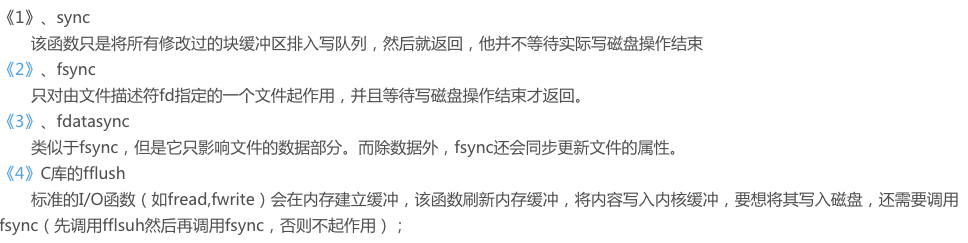 《1》、sync
该函数只是将所有修改过的块缓冲区排入写队列，然后就返回，他并不等待实际写磁盘操作结束
《2》、fsync
只对由文件描述符fd指定的一个文件起作用，并且等待写磁盘操作结束才返回。
《3》、fdatasync
类似于fsync，但是它只影响文件的数据部分。而除数据外，fsync还会同步更新文件的属性。
《4》C库的fflush
标准的I/O函数（如fread,fwrite）会在内存建立缓冲，该函数刷新内存缓冲，将内容写入内核缓冲，要想将其写入磁盘，还需要调用
fsync（先调用fflsuh然后再调用fsync，否则不起作用）；